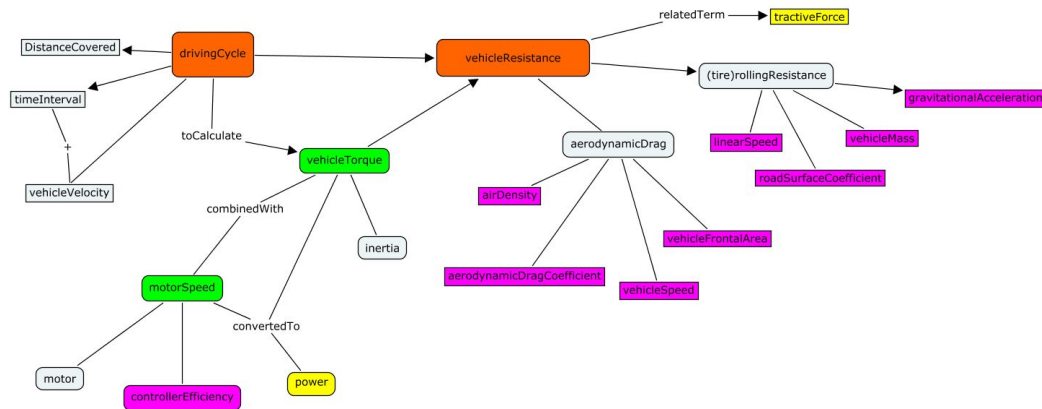 relatedTerm
tractiveForce
DistanceCovered
drivingCycle
vehicleResistance
(tire)rollingResistance
timeInterval
gravitationalAcceleration
toCalculate
linearSpeed
vehicleMass
+
aerodynamicDrag
vehicleTorque
roadSurfaceCoefficient
vehicleVelocity
airDensity
combinedWith
vehicleFrontalArea
inertia
aerodynamicDragCoefficient
motorSpeed
vehicleSpeed
convertedTo
motor
power
controllerEfficiency